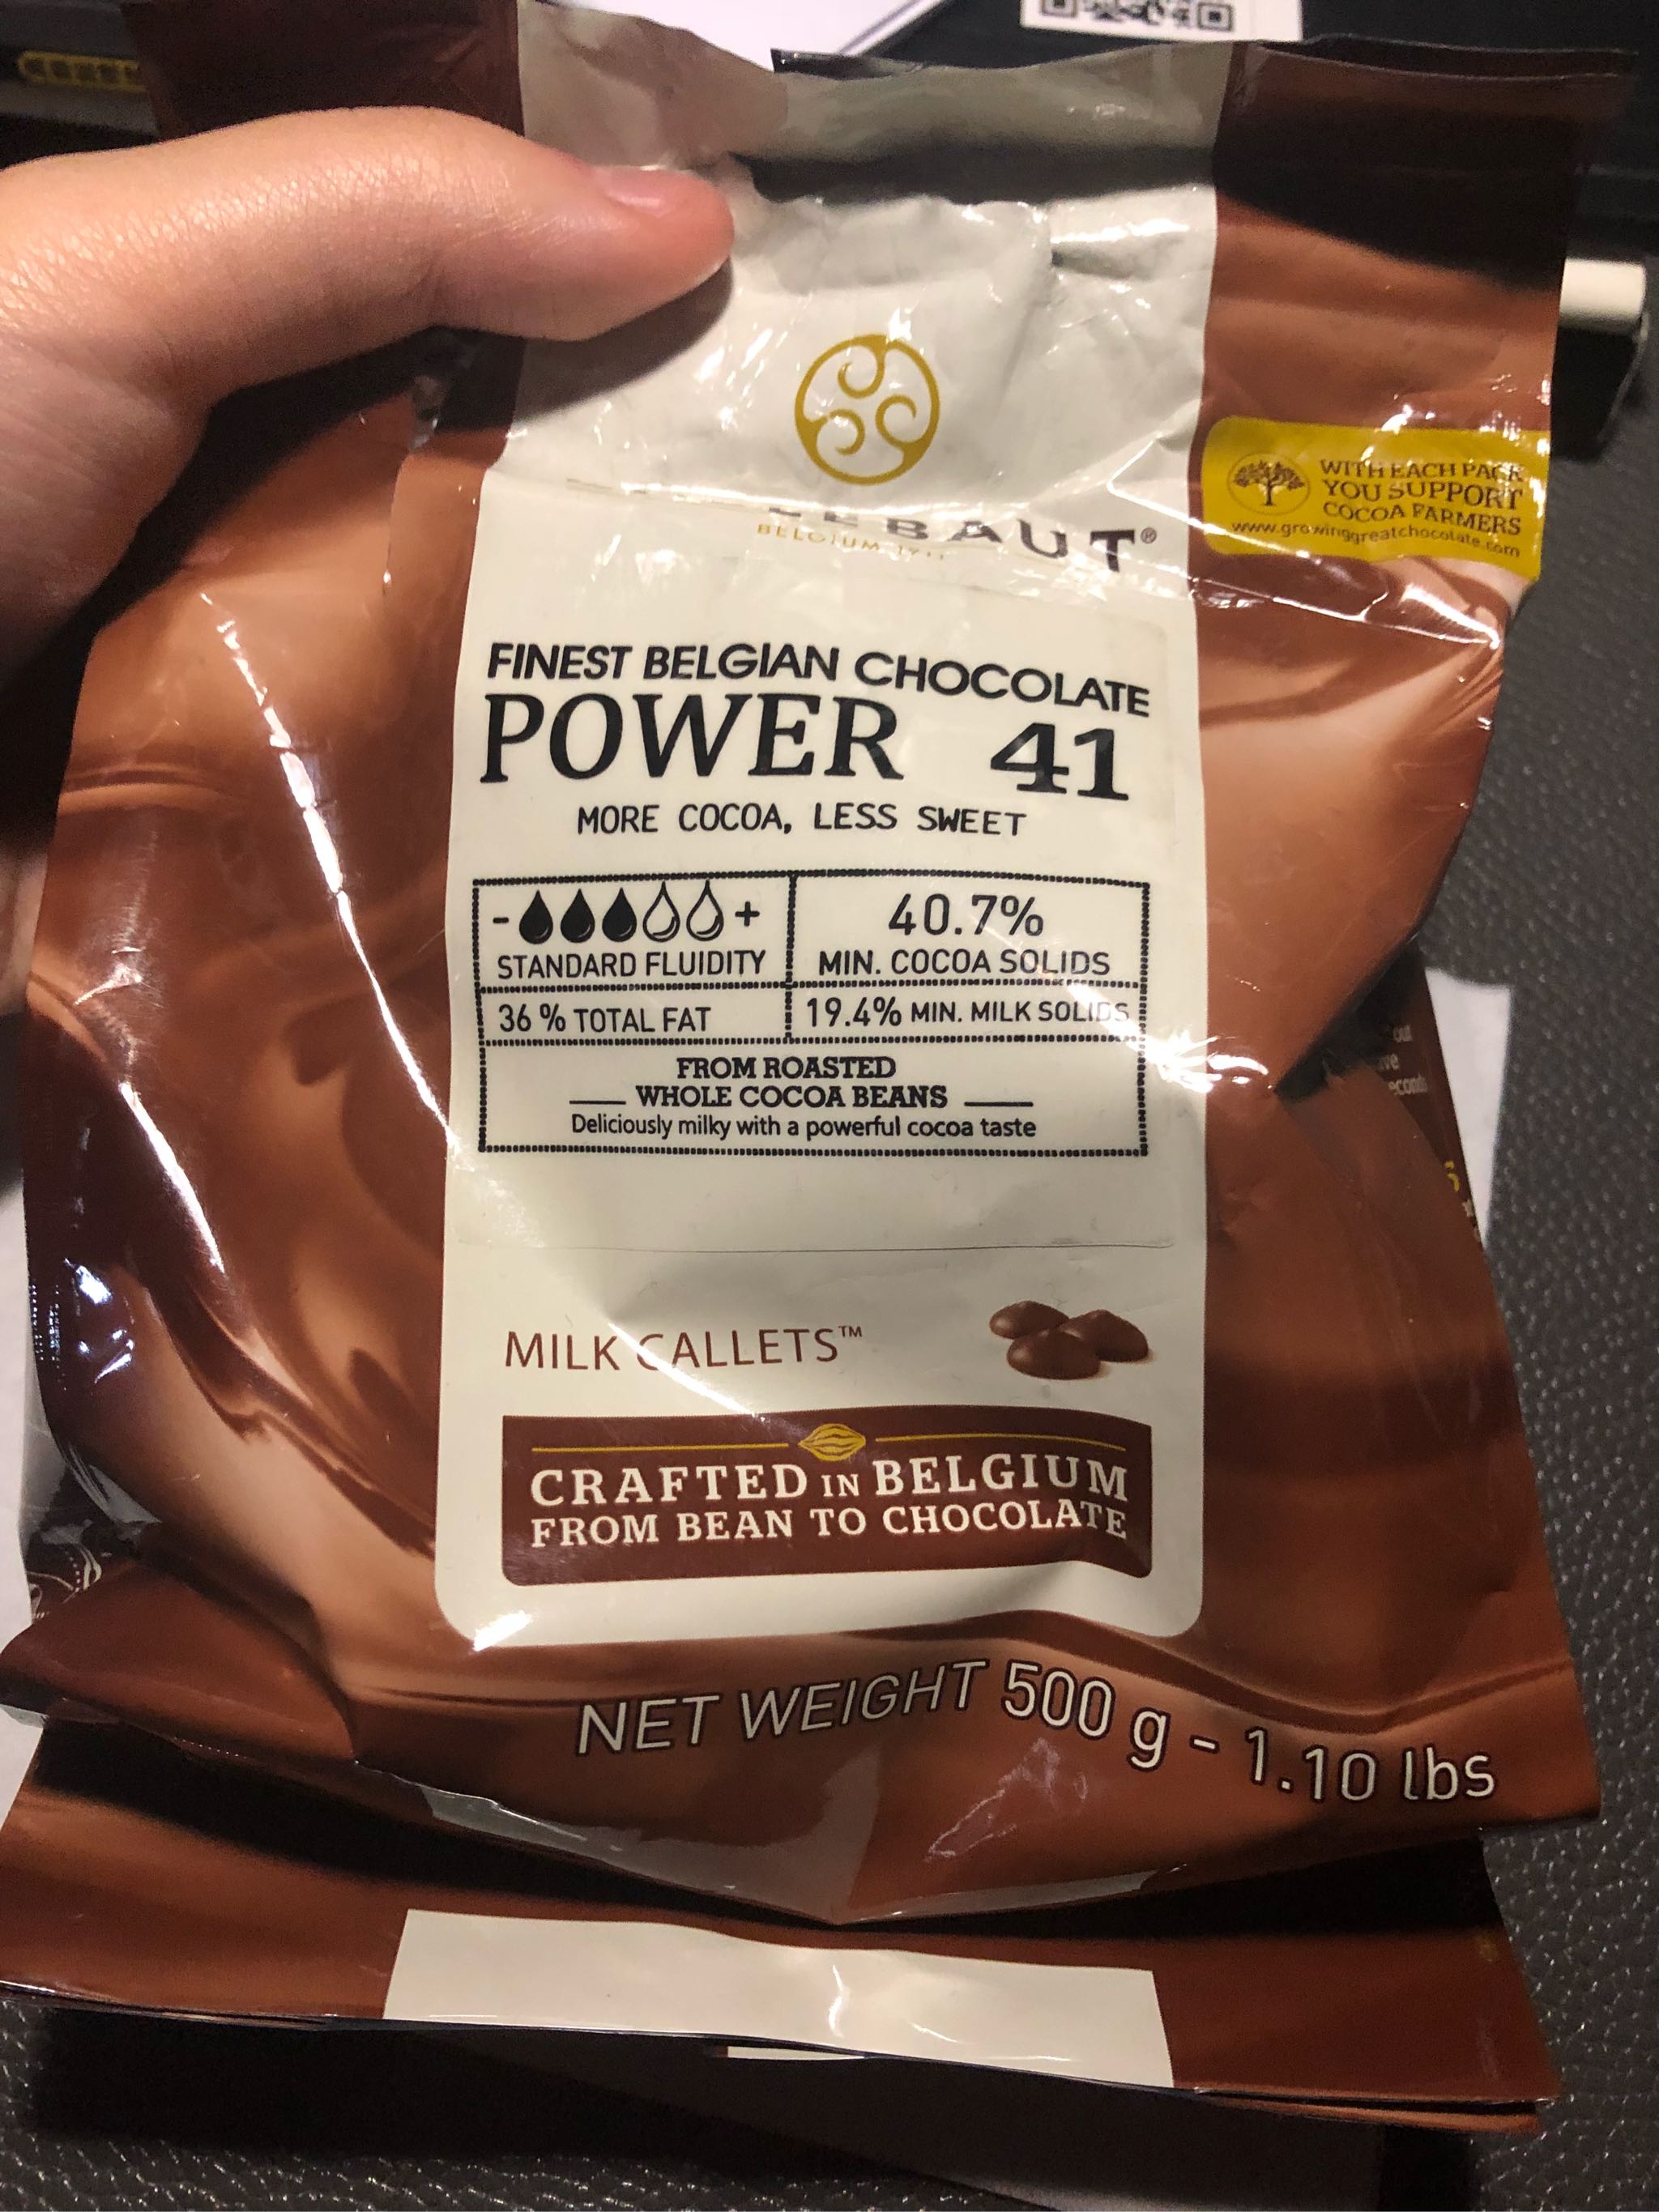 WITH EACH PACK
YOU SUPPORT
COCOA FARMERS
www.growinggreatchocolate.com
EBAUT®
BELGIUM 1911
FINEST BELGIAN CHOCOLATE
POWER 41
MORE COCOA, LESS SWEET
- +
STANDARD FLUIDITY
40.7%
MIN. COCOA SOLIDS
36 % TOTAL FAT
19.4% MIN. MILK SOLIDS
FROM ROASTED
WHOLE COCOA BEANS
Deliciously milky with a powerful cocoa taste
MILK CALLETS™
CRAFTED IN BELGIUM
FROM BEAN TO CHOCOLATE
NET WEIGHT 500 g - 1.10 lbs